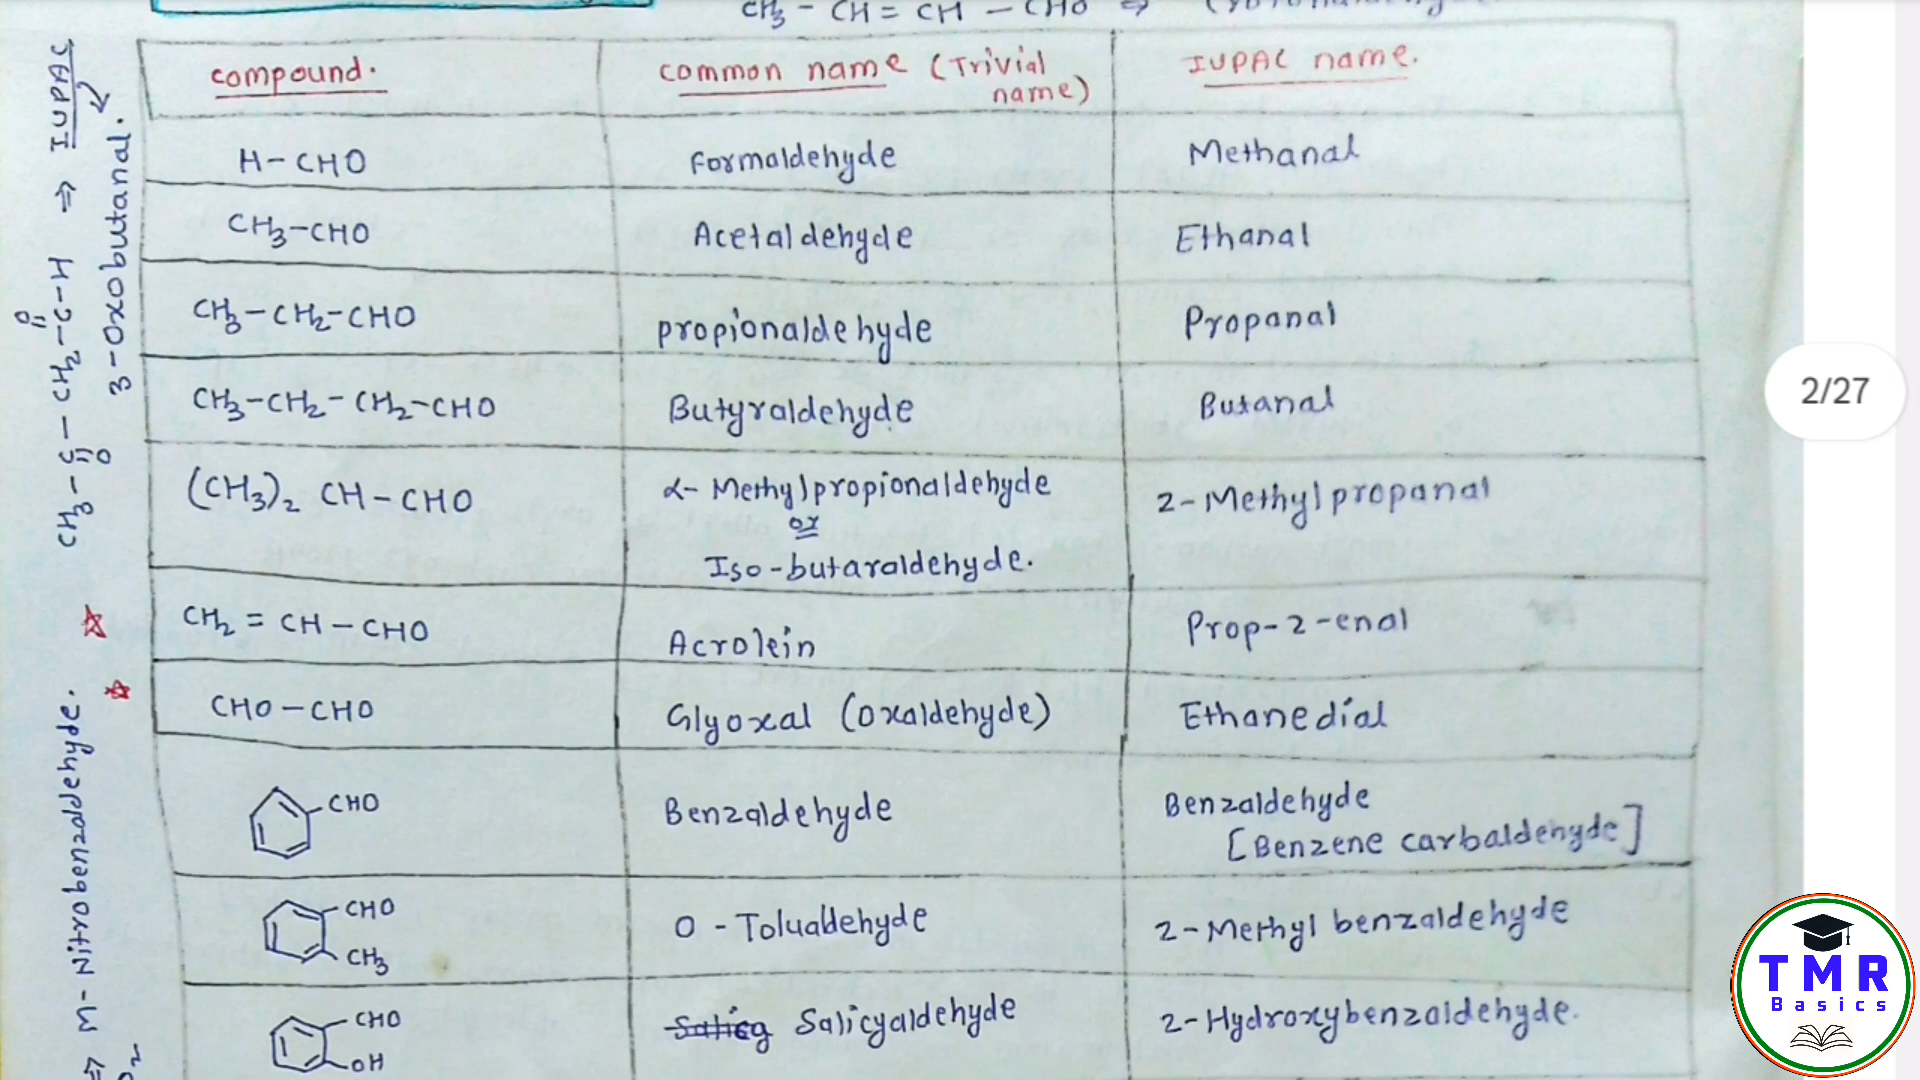 CH3 - CH = CH - CHO ⇒
compound.
common name (Trivial name)
IUPAC name.
H - CHO
Formaldehyde
Methanal
CH3-CHO
Acetaldehyde
Ethanal
CH3-CH2-CHO
propionaldehyde
Propanal
CH3-CH2-CH2-CHO
Butyraldehyde
Butanal
(CH3)2 CH-CHO
α- Methylpropionaldehyde
or
Iso-butaraldehyde.
2-Methylpropanal
CH2 = CH-CHO
Acrolein
Prop-2-enal
CHO-CHO
Glyoxal (oxaldehyde)
Ethanedial
CHO
Benzaldehyde
Benzaldehyde
[Benzene carbaldehyde]
CHO
CH3
O - Tolualdehyde
2-Methyl benzaldehyde
CHO
OH
Salicy Salicyaldehyde
2-Hydroxybenzaldehyde.
O
CH3-C-CH2-C-H ⇒ IUPAC
O
3-Oxobutanal.
⇒ M-Nitrobenzaldehyde.
2/27
TMR
Basics